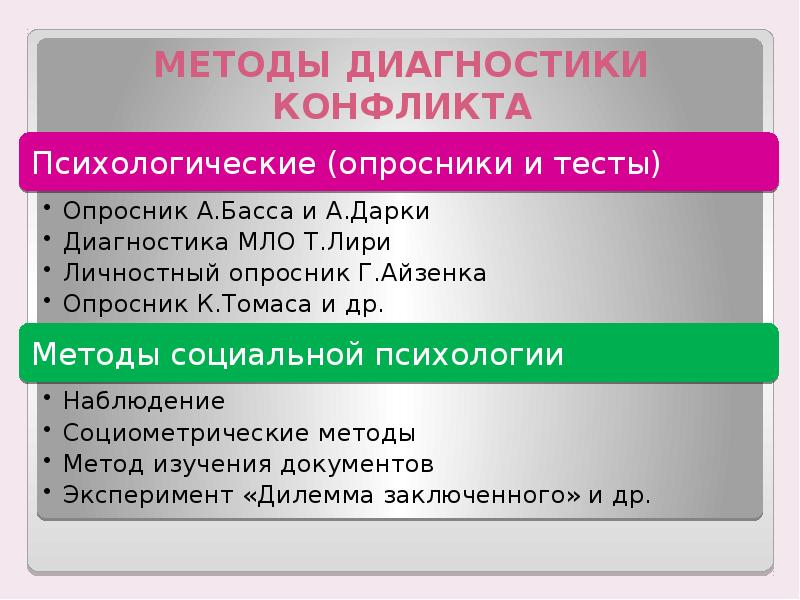 МЕТОДЫ ДИАГНОСТИКИ
КОНФЛИКТА
Психологические (опросники и тесты)
• Опросник А.Басса и А.Дарки
• Диагностика МЛО Т.Лири
• Личностный опросник Г.Айзенка
• Опросник К.Томаса и др.
Методы социальной психологии
• Наблюдение
• Социометрические методы
• Метод изучения документов
• Эксперимент «Дилемма заключенного» и др.